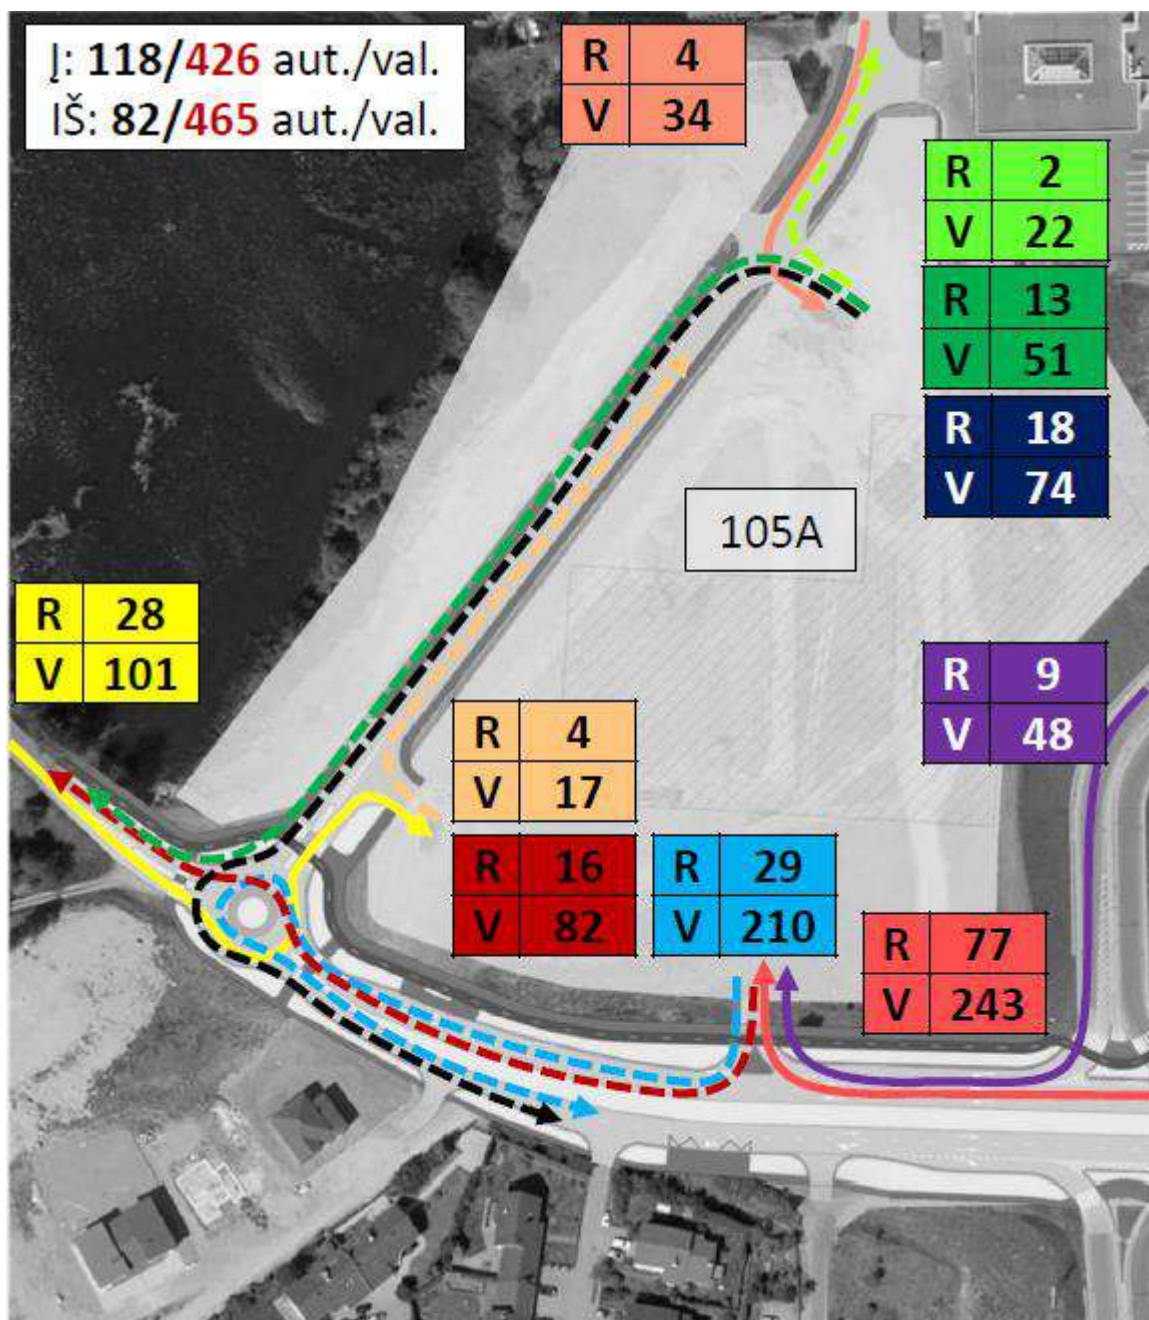 Į: 118/426 aut./val.
IŠ: 82/465 aut./val.
R 4
V 34
R 2
V 22
R 13
V 51
R 18
V 74
105A
R 28
V 101
R 9
V 48
R 4
V 17
R 16
V 82
R 29
V 210
R 77
V 243